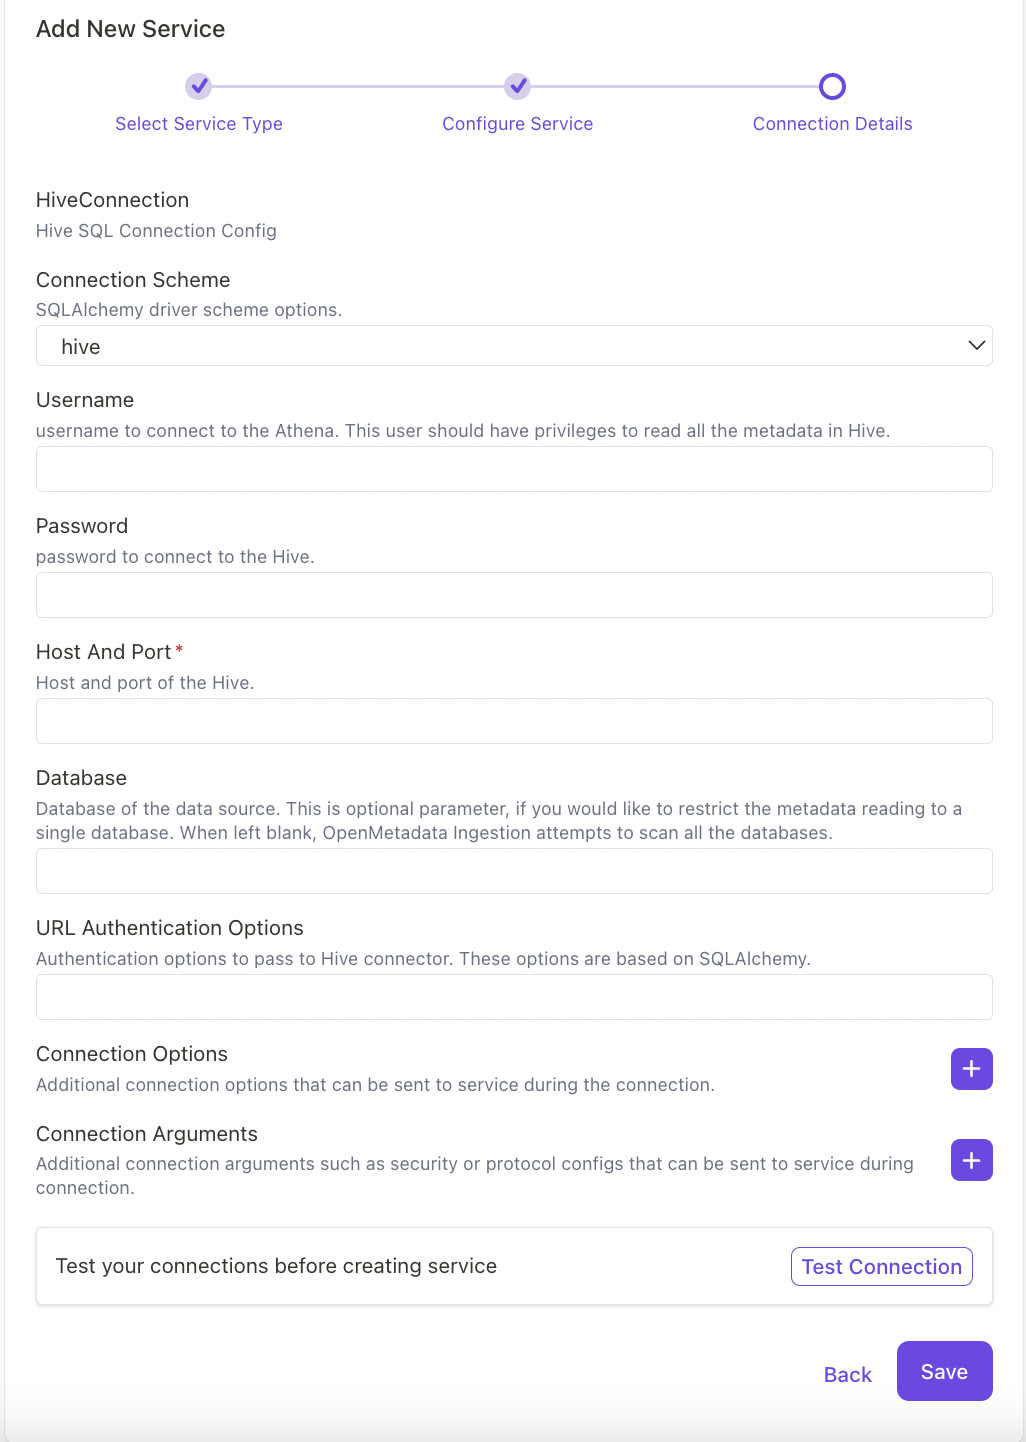 Add New Service
Select Service Type
Configure Service
Connection Details
HiveConnection
Hive SQL Connection Config
Connection Scheme
SQLAlchemy driver scheme options.
hive
Username
username to connect to the Athena. This user should have privileges to read all the metadata in Hive.
Password
password to connect to the Hive.
Host And Port*
Host and port of the Hive.
Database
Database of the data source. This is optional parameter, if you would like to restrict the metadata reading to a
single database. When left blank, OpenMetadata Ingestion attempts to scan all the databases.
URL Authentication Options
Authentication options to pass to Hive connector. These options are based on SQLAlchemy.
Connection Options
Additional connection options that can be sent to service during the connection.
Connection Arguments
Additional connection arguments such as security or protocol configs that can be sent to service during
connection.
Test your connections before creating service
Test Connection
Back
Save